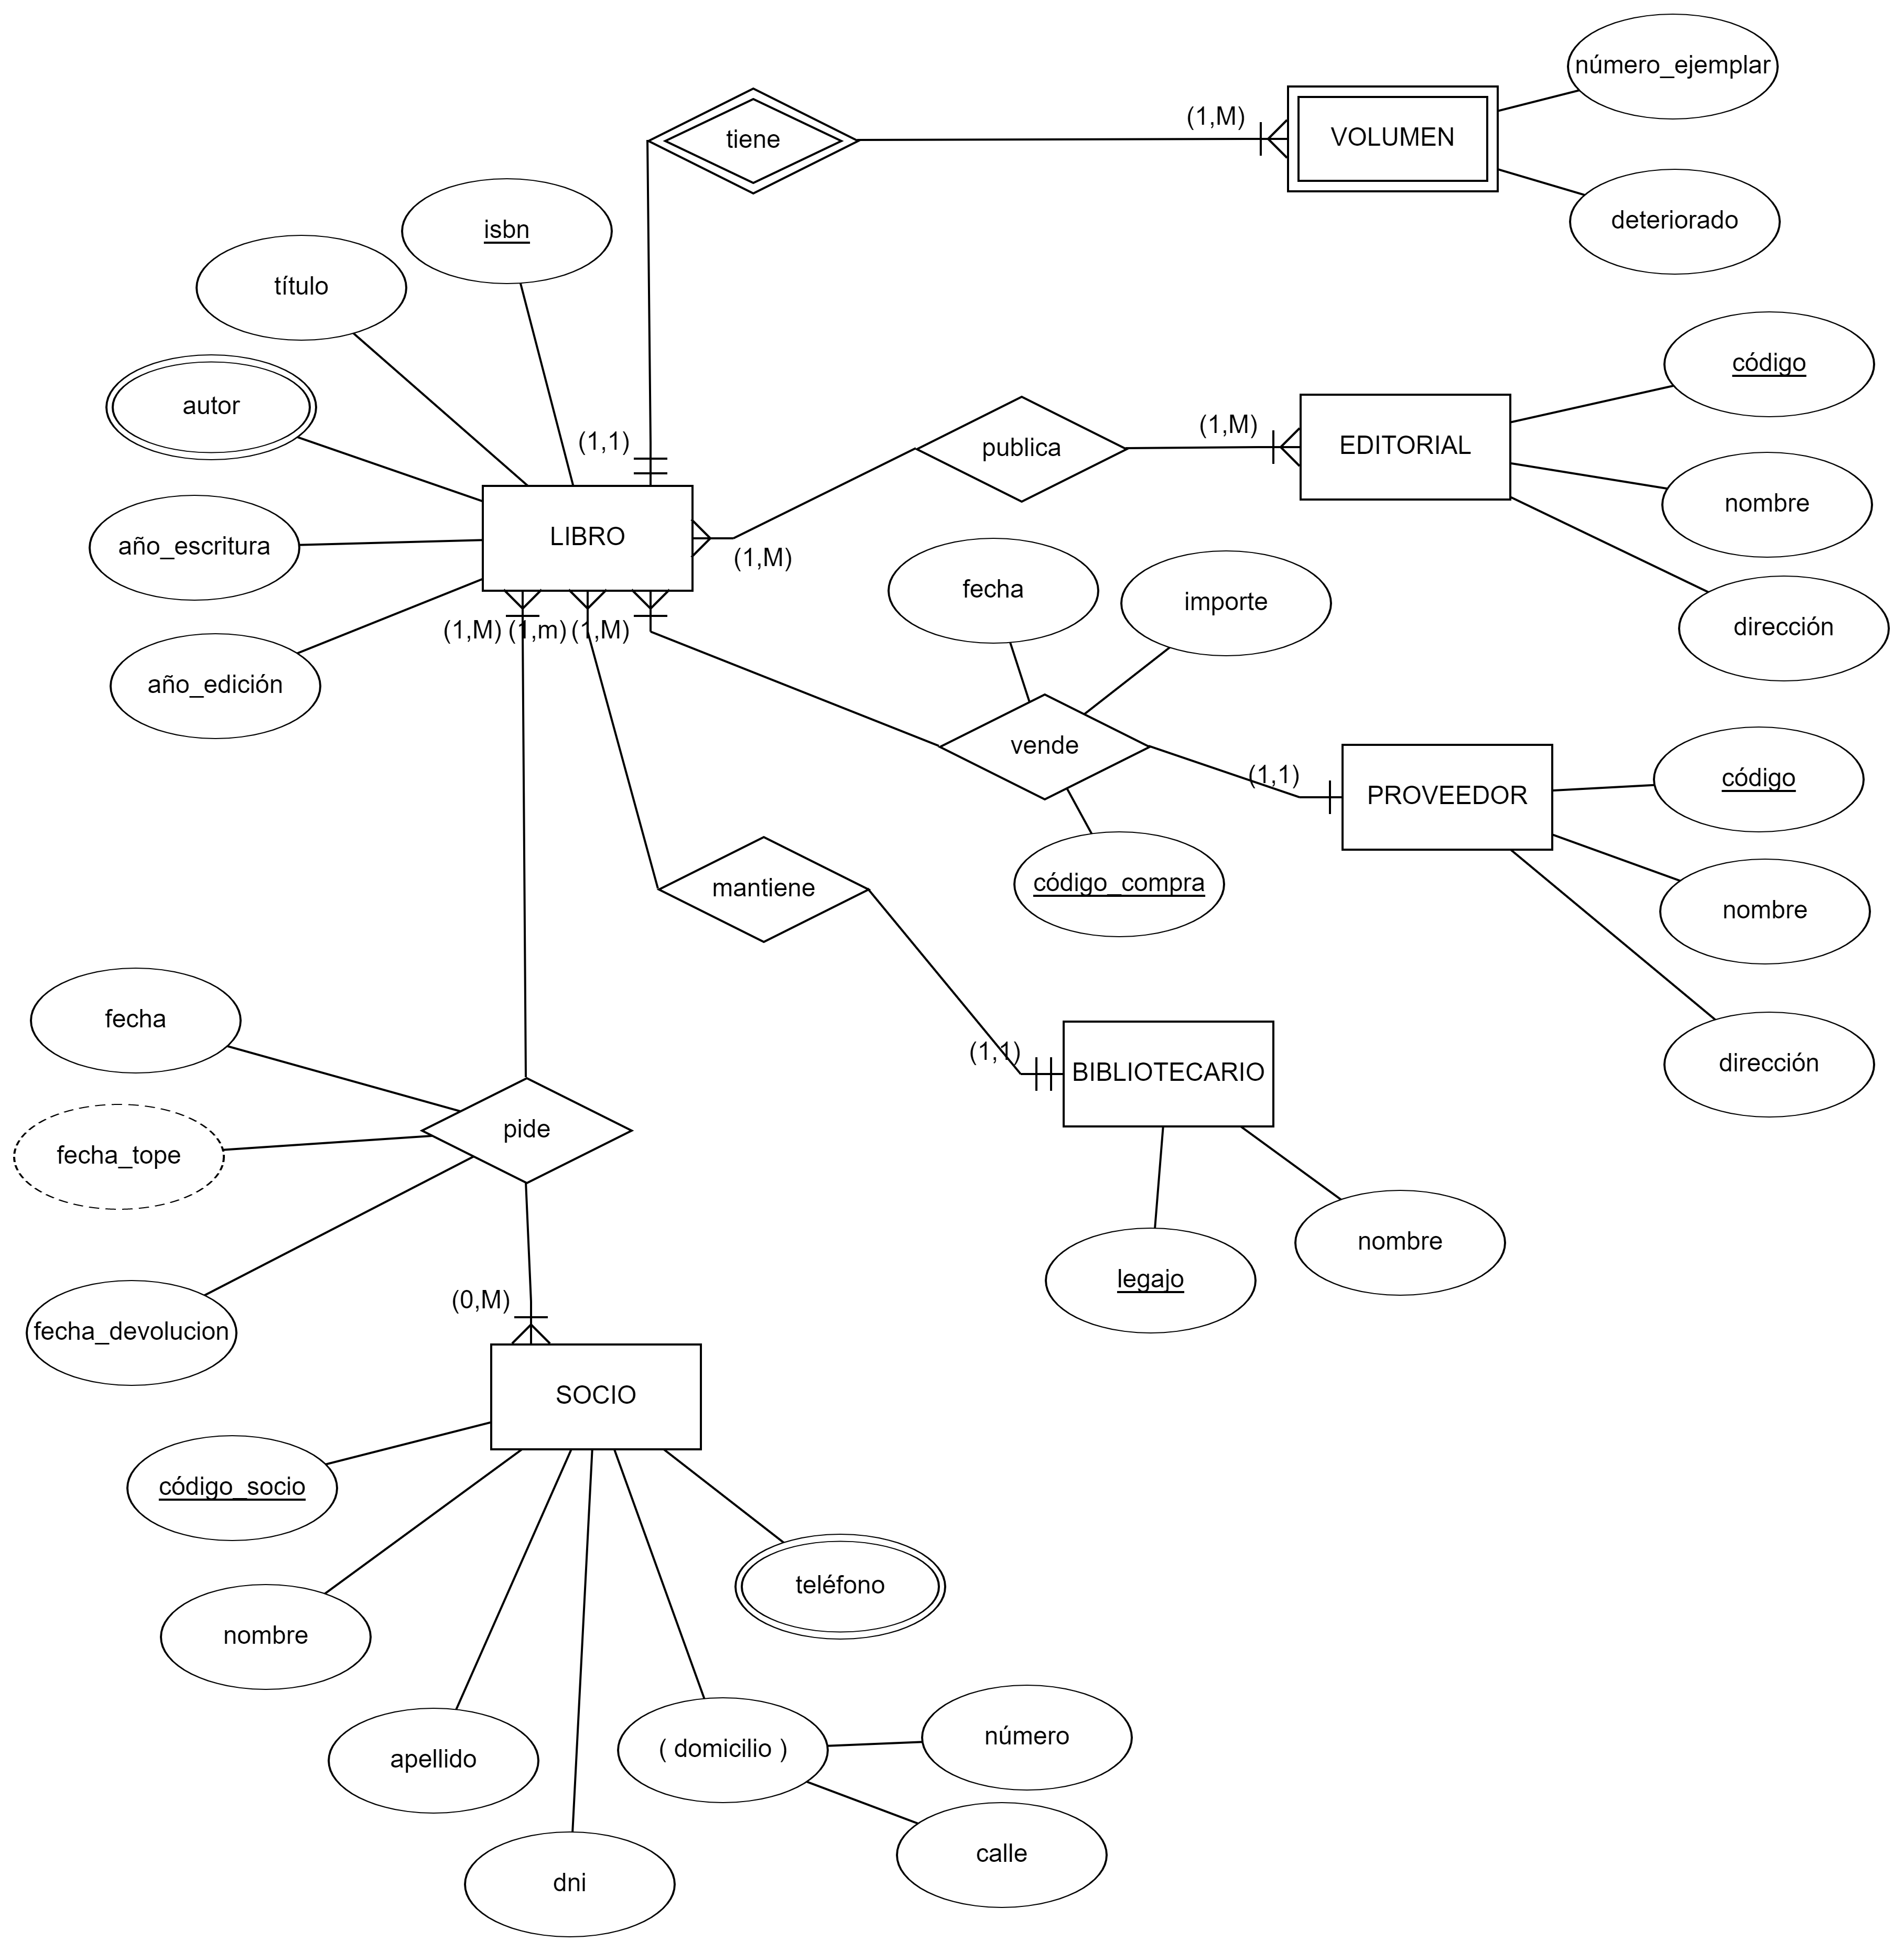 número_ejemplar
(1,M)
tiene
VOLUMEN
deteriorado
isbn
título
código
autor
(1,M)
(1,1)
publica
EDITORIAL
nombre
LIBRO
año_escritura
(1,M)
fecha
importe
dirección
(1,M)
(1,m)
(1,M)
año_edición
vende
(1,1)
PROVEEDOR
código
código_compra
mantiene
nombre
fecha
(1,1)
BIBLIOTECARIO
dirección
pide
fecha_tope
nombre
legajo
(0,M)
fecha_devolucion
SOCIO
código_socio
teléfono
nombre
apellido
( domicilio )
número
calle
dni